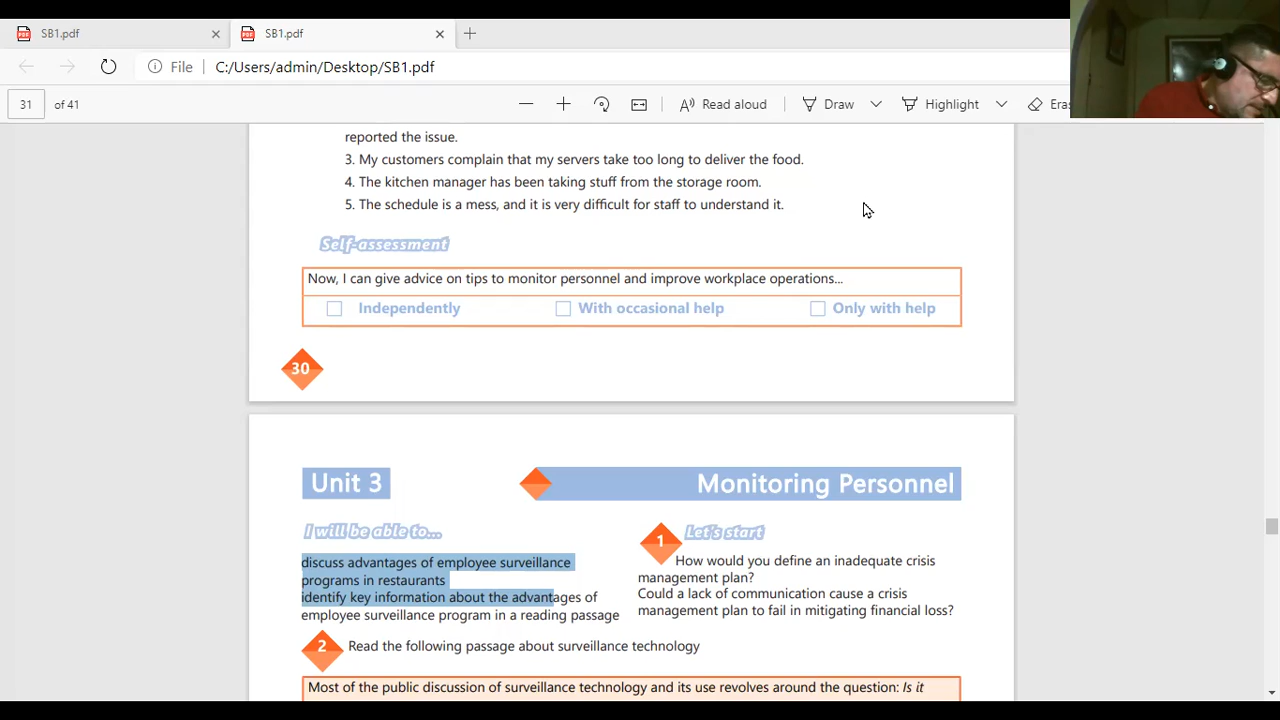 SB1.pdf
SB1.pdf
File C:/Users/admin/Desktop/SB1.pdf
31 of 41 Read aloud Draw Highlight
reported the issue.
3. My customers complain that my servers take too long to deliver the food.
4. The kitchen manager has been taking stuff from the storage room.
5. The schedule is a mess, and it is very difficult for staff to understand it.
Self-assessment
Now, I can give advice on tips to monitor personnel and improve workplace operations...
Independently With occasional help Only with help
30
Unit 3 Monitoring Personnel
I will be able to...
discuss advantages of employee surveillance
programs in restaurants
identify key information about the advantages of
employee surveillance program in a reading passage
1 Let's start
How would you define an inadequate crisis
management plan?
Could a lack of communication cause a crisis
management plan to fail in mitigating financial loss?
2 Read the following passage about surveillance technology
Most of the public discussion of surveillance technology and its use revolves around the question: Is it